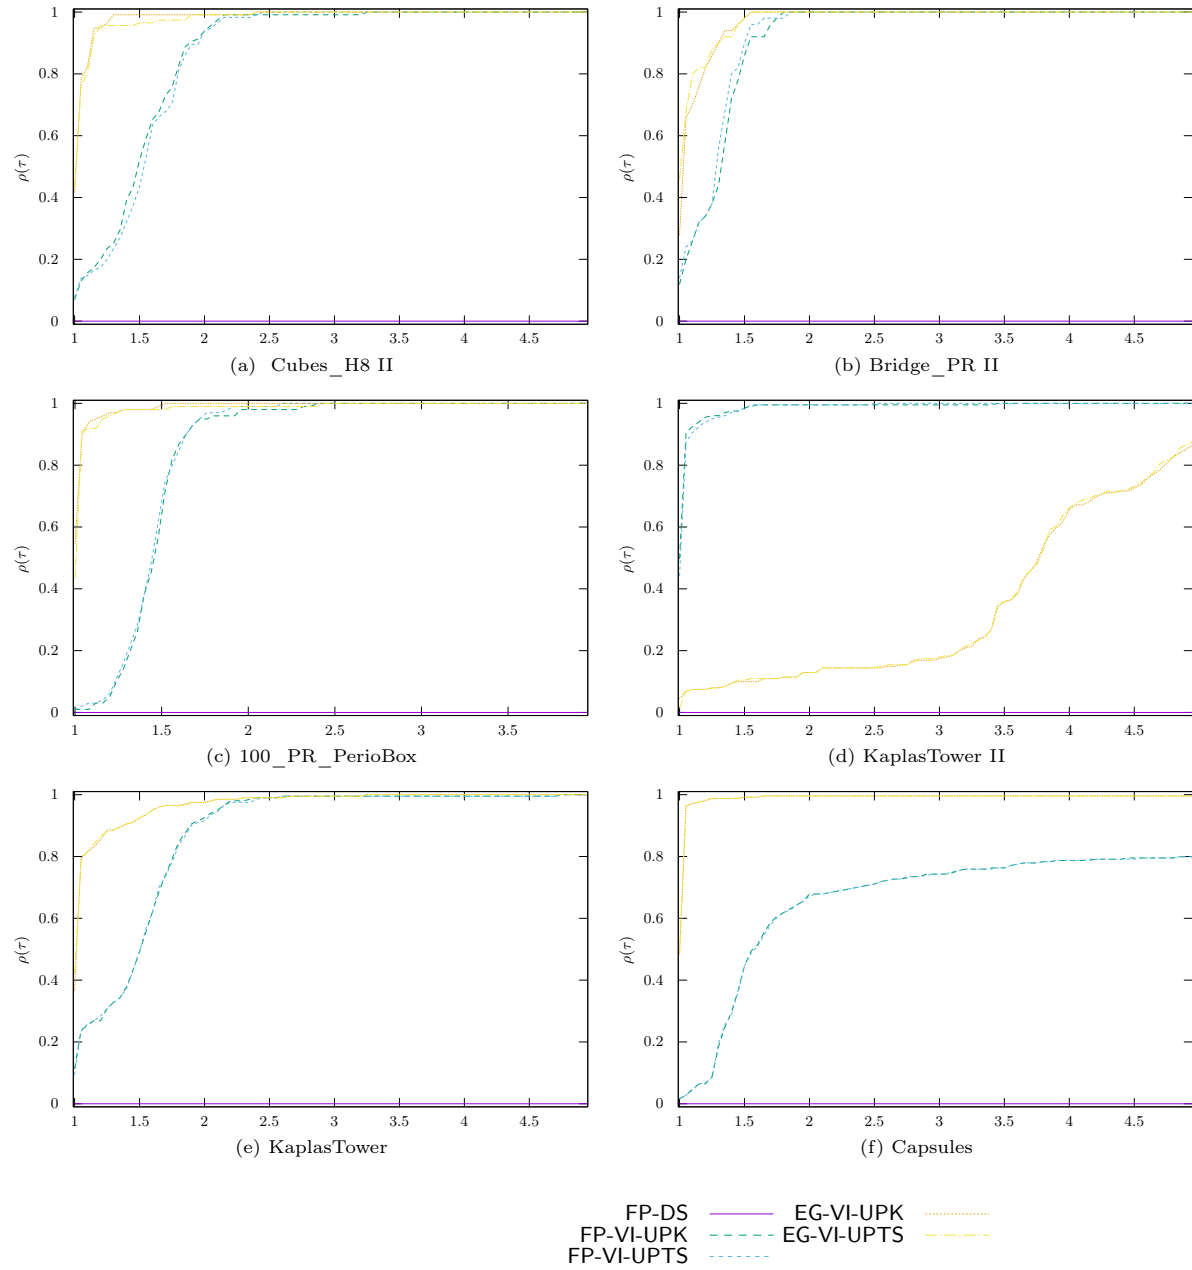 1
0.8
0.6
ρ(τ)
0.4
0.2
0
1 1.5 2 2.5 3 3.5 4 4.5
(a) Cubes_H8 II
1
0.8
0.6
ρ(τ)
0.4
0.2
0
1 1.5 2 2.5 3 3.5 4 4.5
(b) Bridge_PR II
1
0.8
0.6
ρ(τ)
0.4
0.2
0
1 1.5 2 2.5 3 3.5
(c) 100_PR_PerioBox
1
0.8
0.6
ρ(τ)
0.4
0.2
0
1 1.5 2 2.5 3 3.5 4 4.5
(d) KaplasTower II
1
0.8
0.6
ρ(τ)
0.4
0.2
0
1 1.5 2 2.5 3 3.5 4 4.5
(e) KaplasTower
1
0.8
0.6
ρ(τ)
0.4
0.2
0
1 1.5 2 2.5 3 3.5 4 4.5
(f) Capsules
FP-DS EG-VI-UPK
FP-VI-UPK EG-VI-UPTS
FP-VI-UPTS